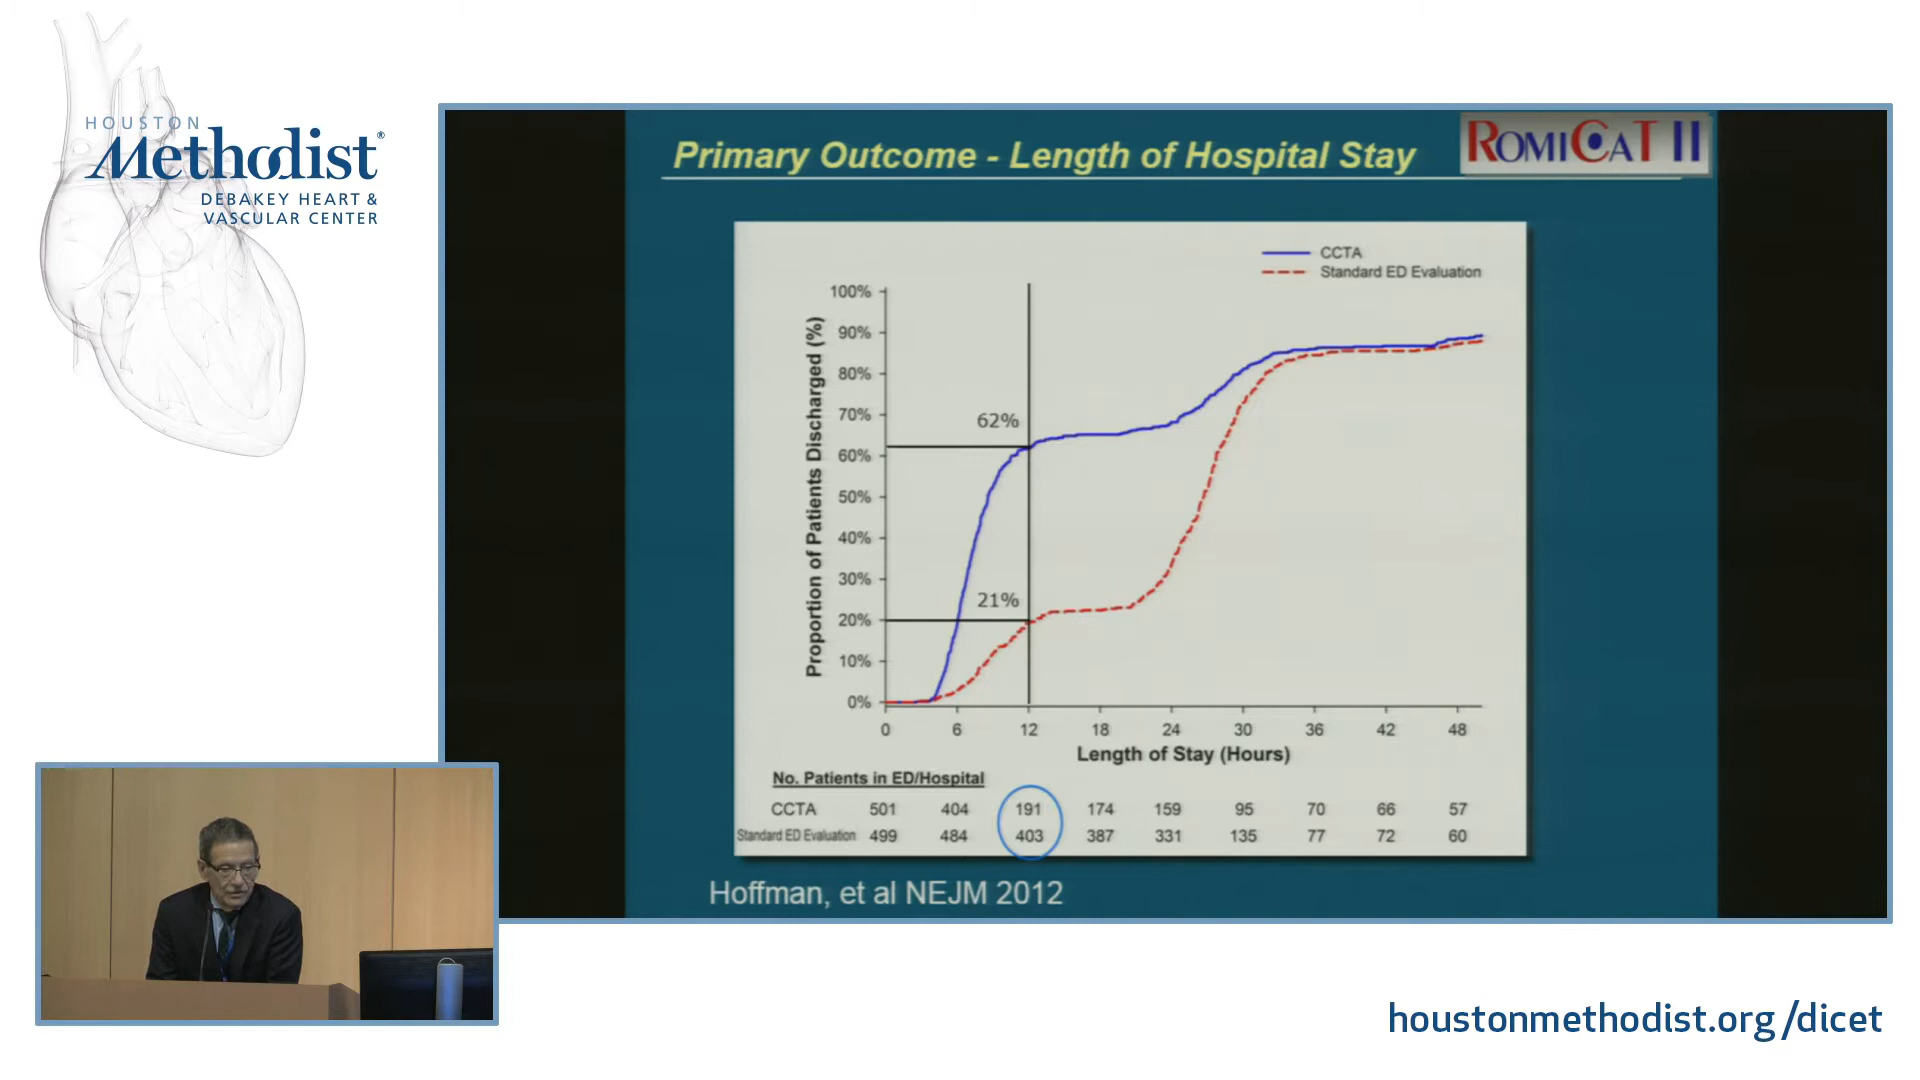 HOUSTON
Methodist®
DEBAKEY HEART &
VASCULAR CENTER
Primary Outcome - Length of Hospital Stay
ROMICAT II
CCTA
Standard ED Evaluation
Proportion of Patients Discharged (%)
100%
90%
80%
70%
60%
50%
40%
30%
20%
10%
0%
62%
21%
0 6 12 18 24 30 36 42 48
Length of Stay (Hours)
No. Patients in ED/Hospital
CCTA 501 404 191 174 159 95 70 66 57
Standard ED Evaluation 499 484 403 387 331 135 77 72 60
Hoffman, et al NEJM 2012
houstonmethodist.org/dicet